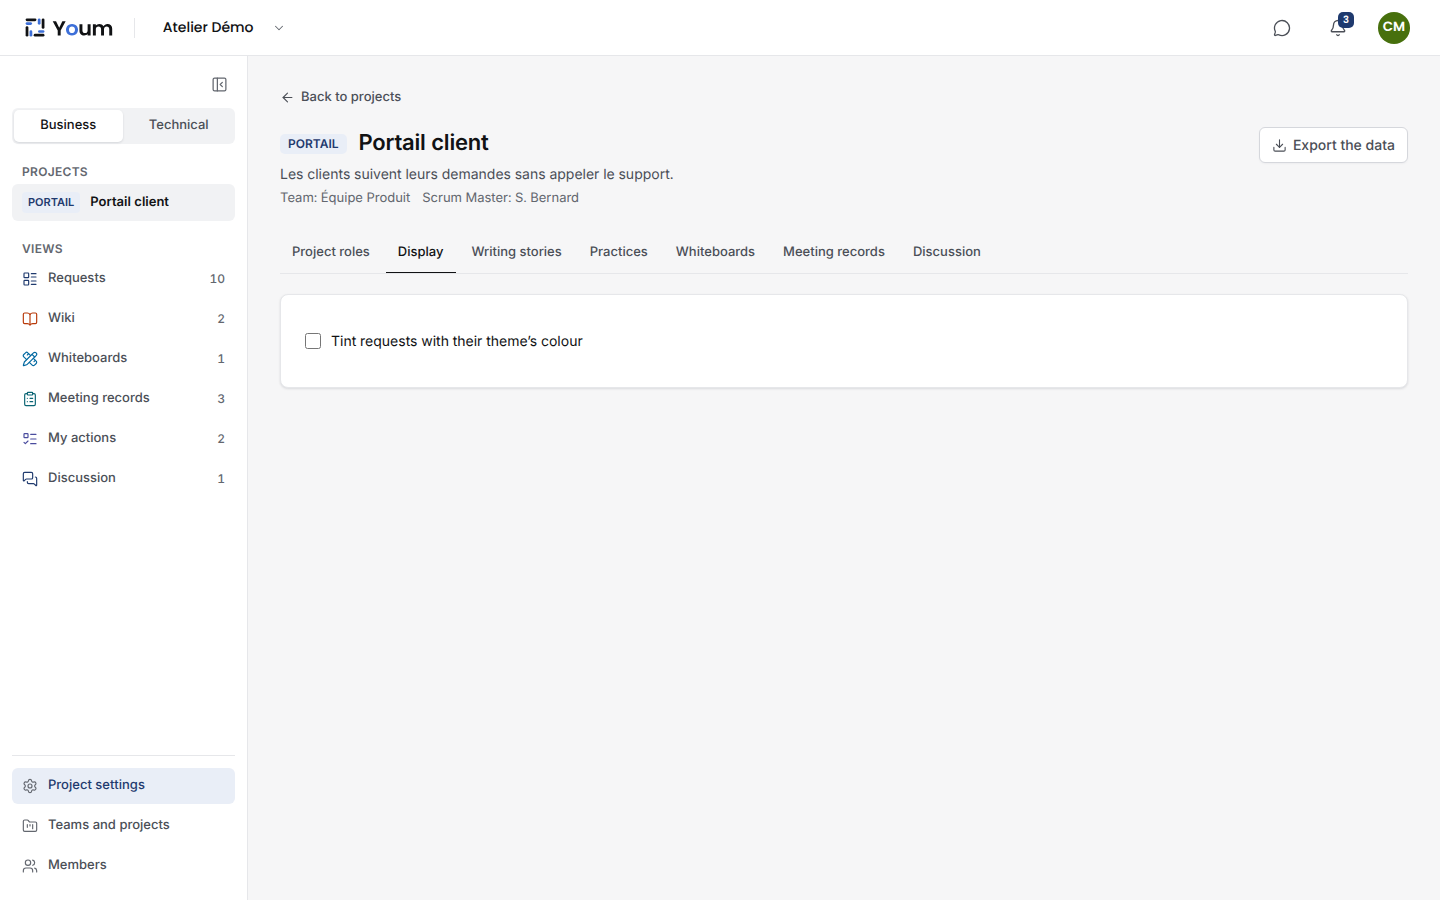 Youm
Atelier Démo
3
CM
Business
Technical
PROJECTS
PORTAIL Portail client
VIEWS
Requests 10
Wiki 2
Whiteboards 1
Meeting records 3
My actions 2
Discussion 1
Project settings
Teams and projects
Members
Back to projects
PORTAIL Portail client
Export the data
Les clients suivent leurs demandes sans appeler le support.
Team: Équipe Produit Scrum Master: S. Bernard
Project roles Display Writing stories Practices Whiteboards Meeting records Discussion
Tint requests with their theme’s colour